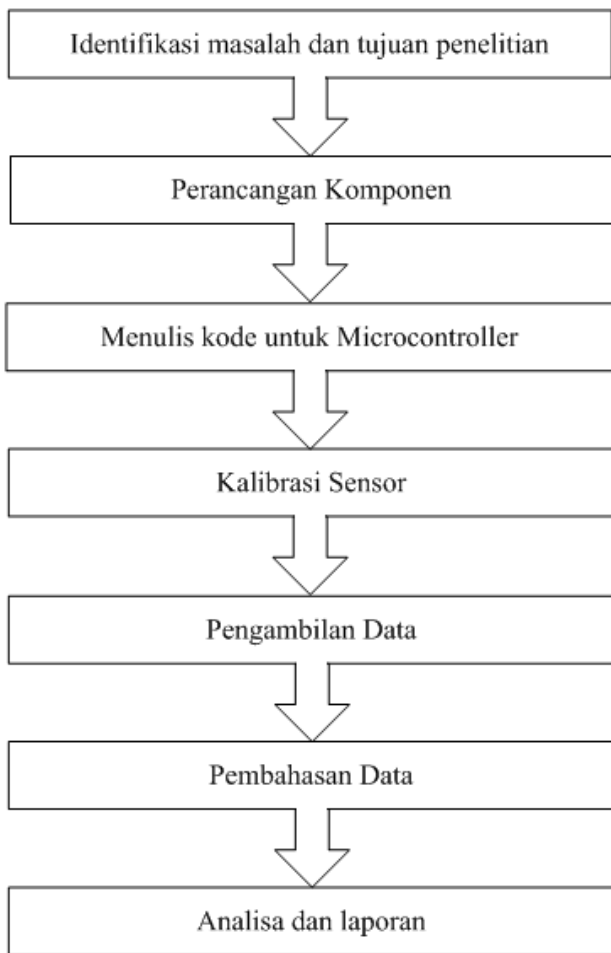 Identifikasi masalah dan tujuan penelitian
Perancangan Komponen
Menulis kode untuk Microcontroller
Kalibrasi Sensor
Pengambilan Data
Pembahasan Data
Analisa dan laporan